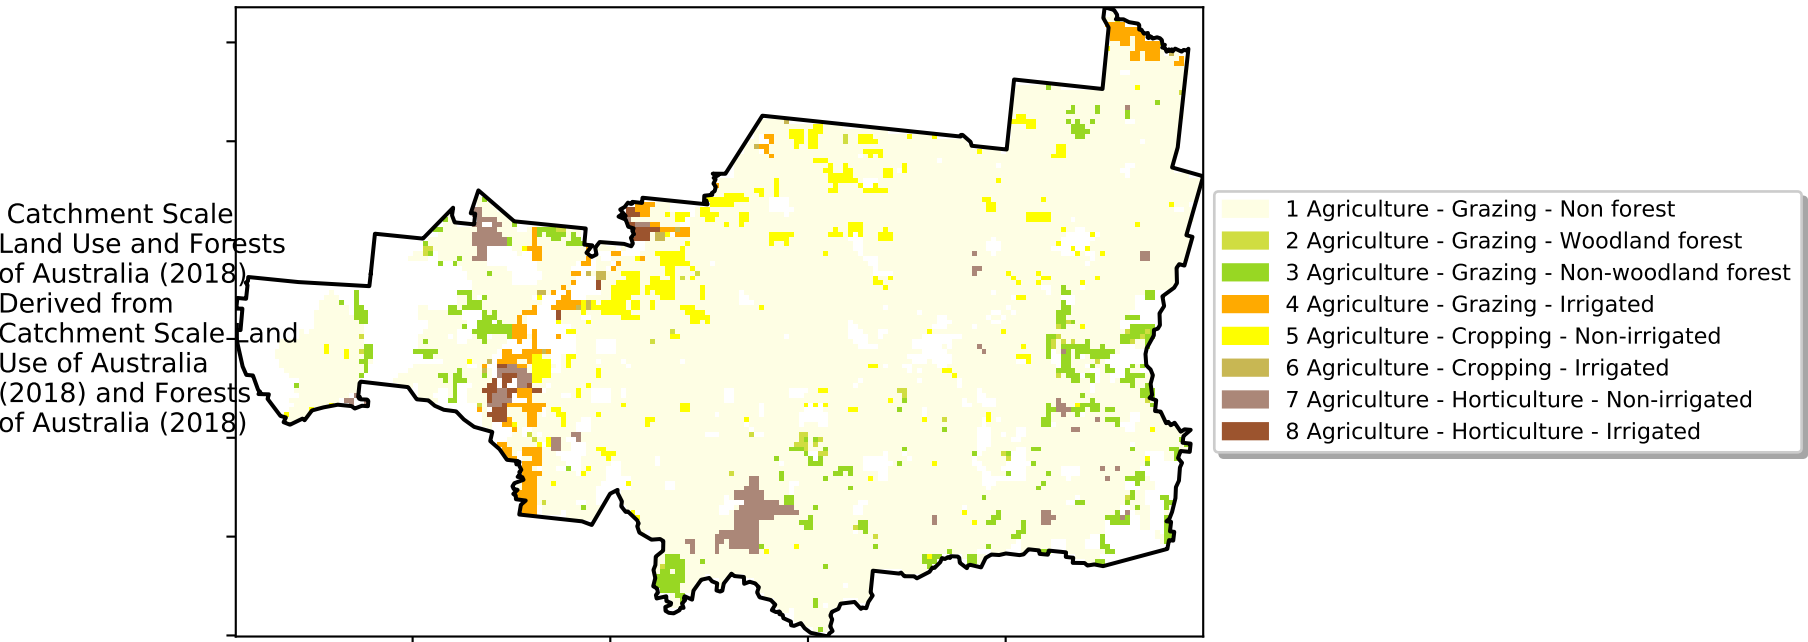 Catchment Scale
Land Use and Forests
of Australia (2018)
Derived from
Catchment Scale Land
Use of Australia
(2018) and Forests
of Australia (2018)
1 Agriculture - Grazing - Non forest
2 Agriculture - Grazing - Woodland forest
3 Agriculture - Grazing - Non-woodland forest
4 Agriculture - Grazing - Irrigated
5 Agriculture - Cropping - Non-irrigated
6 Agriculture - Cropping - Irrigated
7 Agriculture - Horticulture - Non-irrigated
8 Agriculture - Horticulture - Irrigated